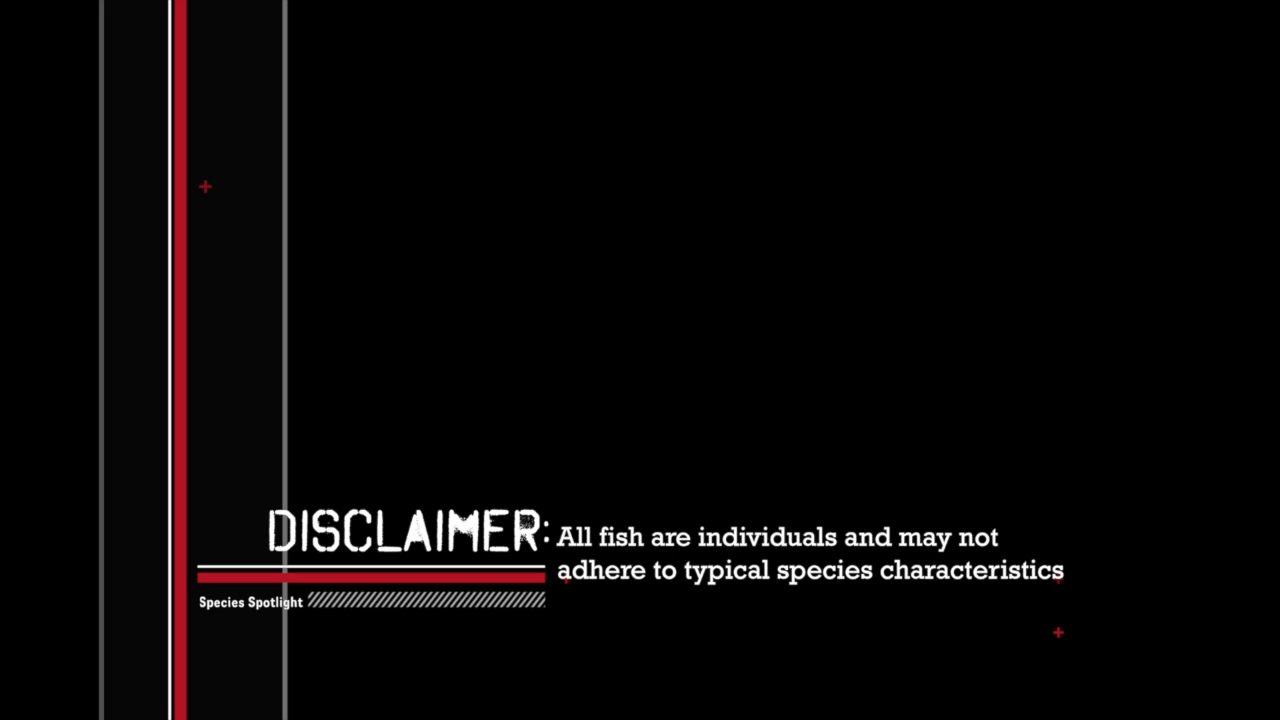 DISCLAIMER: All fish are individuals and may not
adhere to typical species characteristics
Species Spotlight